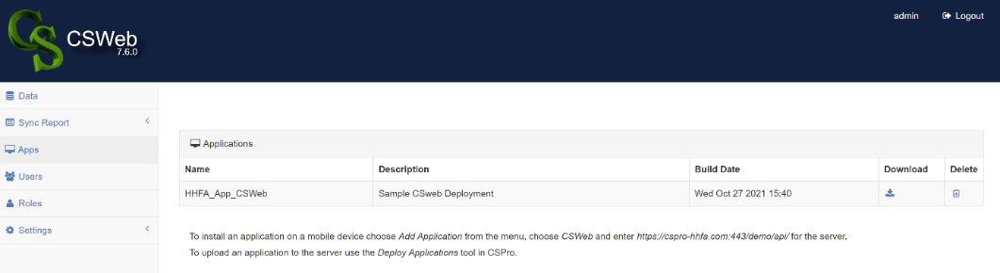 admin Logout
CS CSWeb
7.6.0
Data
Sync Report
Apps
Users
Roles
Settings
Applications
Name Description Build Date Download Delete
HHFA_App_CSWeb Sample CSweb Deployment Wed Oct 27 2021 15:40
To install an application on a mobile device choose Add Application from the menu, choose CSWeb and enter https://cspro-hhfa.com:443/demo/api/ for the server.
To upload an application to the server use the Deploy Applications tool in CSPro.